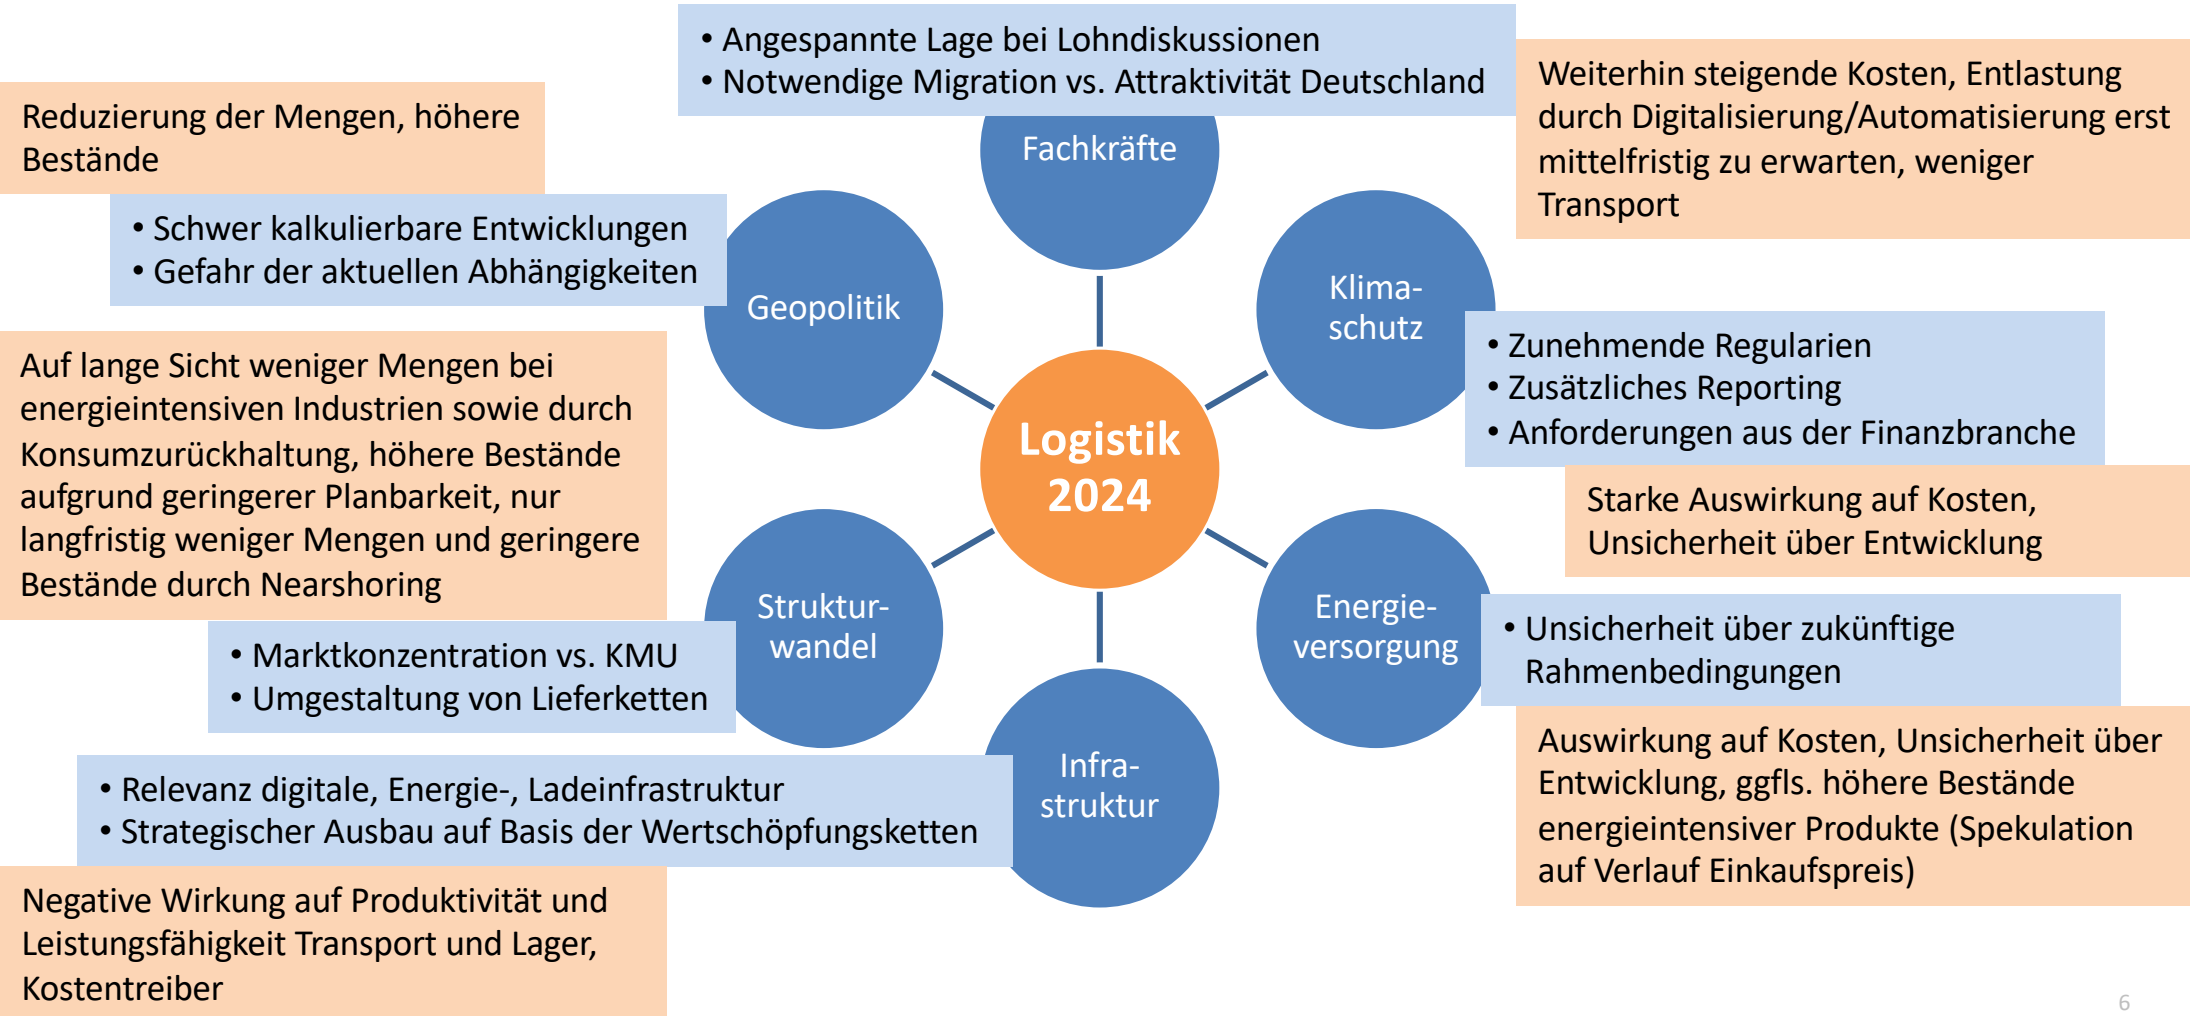 • Angespannte Lage bei Lohndiskussionen
• Notwendige Migration vs. Attraktivität Deutschland
Fachkräfte
Weiterhin steigende Kosten, Entlastung
durch Digitalisierung/Automatisierung erst
mittelfristig zu erwarten, weniger
Transport
Reduzierung der Mengen, höhere
Bestände
• Schwer kalkulierbare Entwicklungen
• Gefahr der aktuellen Abhängigkeiten
Geopolitik
Klima-
schutz
• Zunehmende Regularien
• Zusätzliches Reporting
• Anforderungen aus der Finanzbranche
Starke Auswirkung auf Kosten,
Unsicherheit über Entwicklung
Logistik
2024
Auf lange Sicht weniger Mengen bei
energieintensiven Industrien sowie durch
Konsumzurückhaltung, höhere Bestände
aufgrund geringerer Planbarkeit, nur
langfristig weniger Mengen und geringere
Bestände durch Nearshoring
• Marktkonzentration vs. KMU
• Umgestaltung von Lieferketten
Struktur-
wandel
Energie-
versorgung
• Unsicherheit über zukünftige
Rahmenbedingungen
Auswirkung auf Kosten, Unsicherheit über
Entwicklung, ggfls. höhere Bestände
energieintensiver Produkte (Spekulation
auf Verlauf Einkaufspreis)
• Relevanz digitale, Energie-, Ladeinfrastruktur
• Strategischer Ausbau auf Basis der Wertschöpfungsketten
Infra-
struktur
Negative Wirkung auf Produktivität und
Leistungsfähigkeit Transport und Lager,
Kostentreiber
6